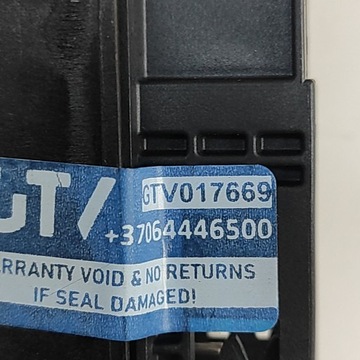 GTV
GTV017669
+37064446500
RRANTY VOID & NO RETURNS
IF SEAL DAMAGED!